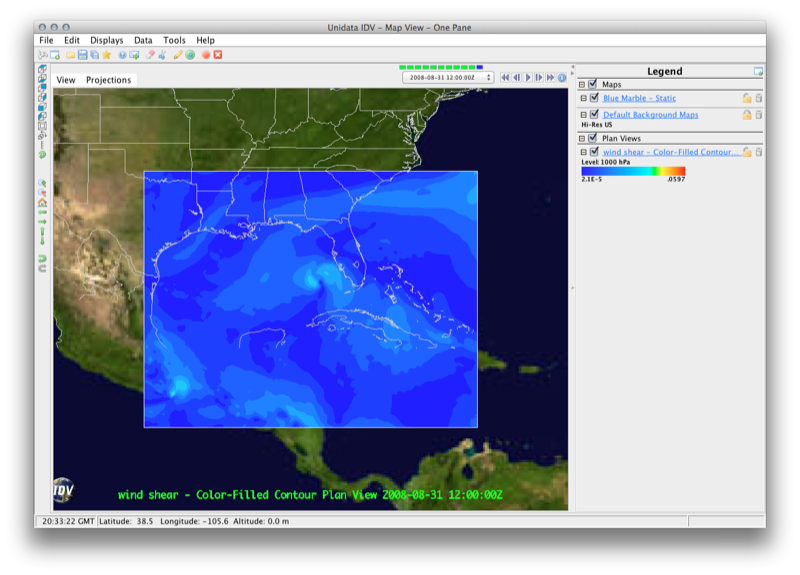 Unidata IDV - Map View - One Pane
File Edit Displays Data Tools Help
View Projections
2008-08-31 12:00:00Z
Legend
Maps
Blue Marble - Static
Default Background Maps
Hi-Res US
Plan Views
wind shear - Color-Filled Contour...
Level: 1000 hPa
2.1E-5 .0597
IDV
wind shear - Color-Filled Contour Plan View 2008-08-31 12:00:00Z
20:33:22 GMT Latitude: 38.5 Longitude: -105.6 Altitude: 0.0 m